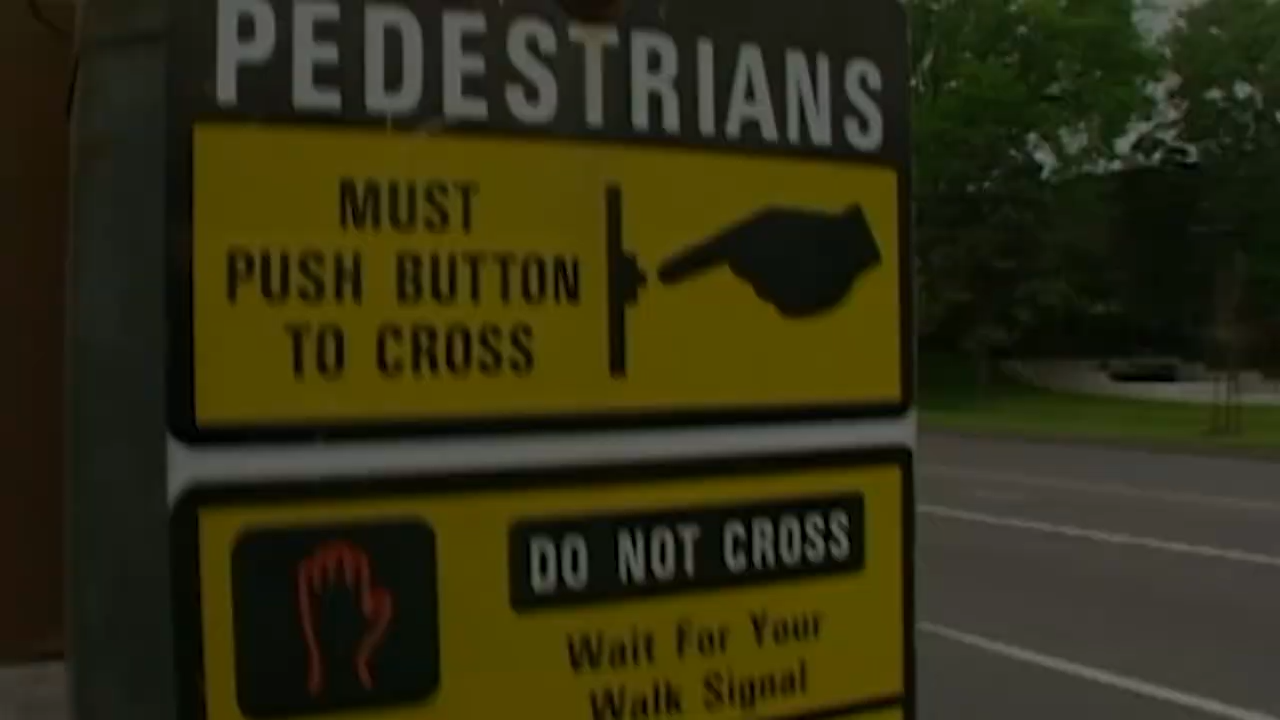 PEDESTRIANS
MUST
PUSH BUTTON
TO CROSS
DO NOT CROSS
Wait For Your
Walk Signal